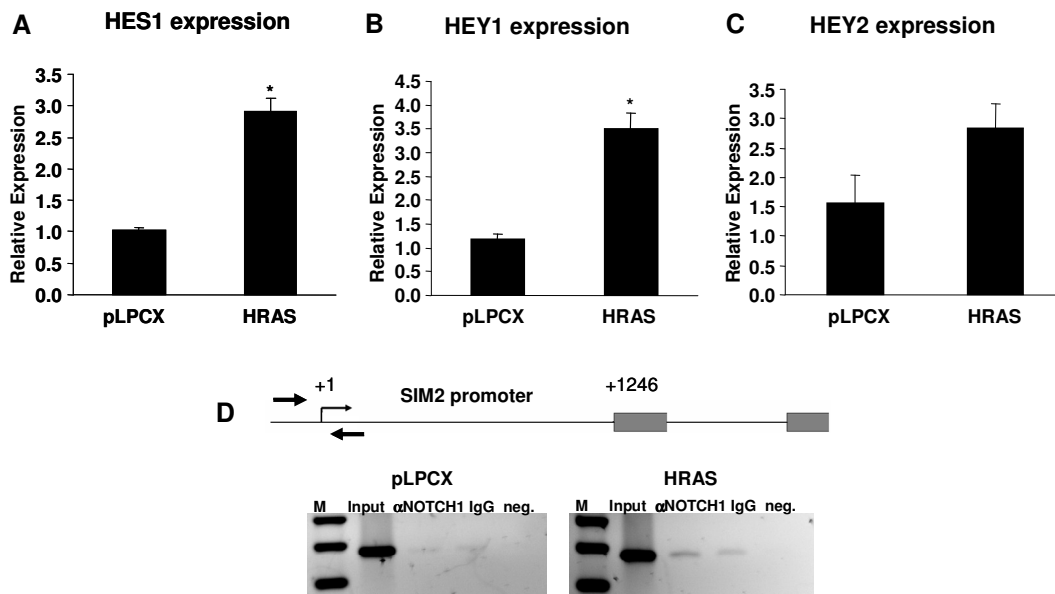 A
HES1 expression
Relative Expression
3.5
3.0
2.5
2.0
1.5
1.0
0.5
0.0
*
pLPCX HRAS
B
HEY1 expression
Relative Expression
4.5
4.0
3.5
3.0
2.5
2.0
1.5
1.0
0.5
0.0
*
pLPCX HRAS
C
HEY2 expression
Relative Expression
3.5
3.0
2.5
2.0
1.5
1.0
0.5
0.0
pLPCX HRAS
D
+1 SIM2 promoter +1246
pLPCX
M Input αNOTCH1 IgG neg.
HRAS
M Input αNOTCH1 IgG neg.